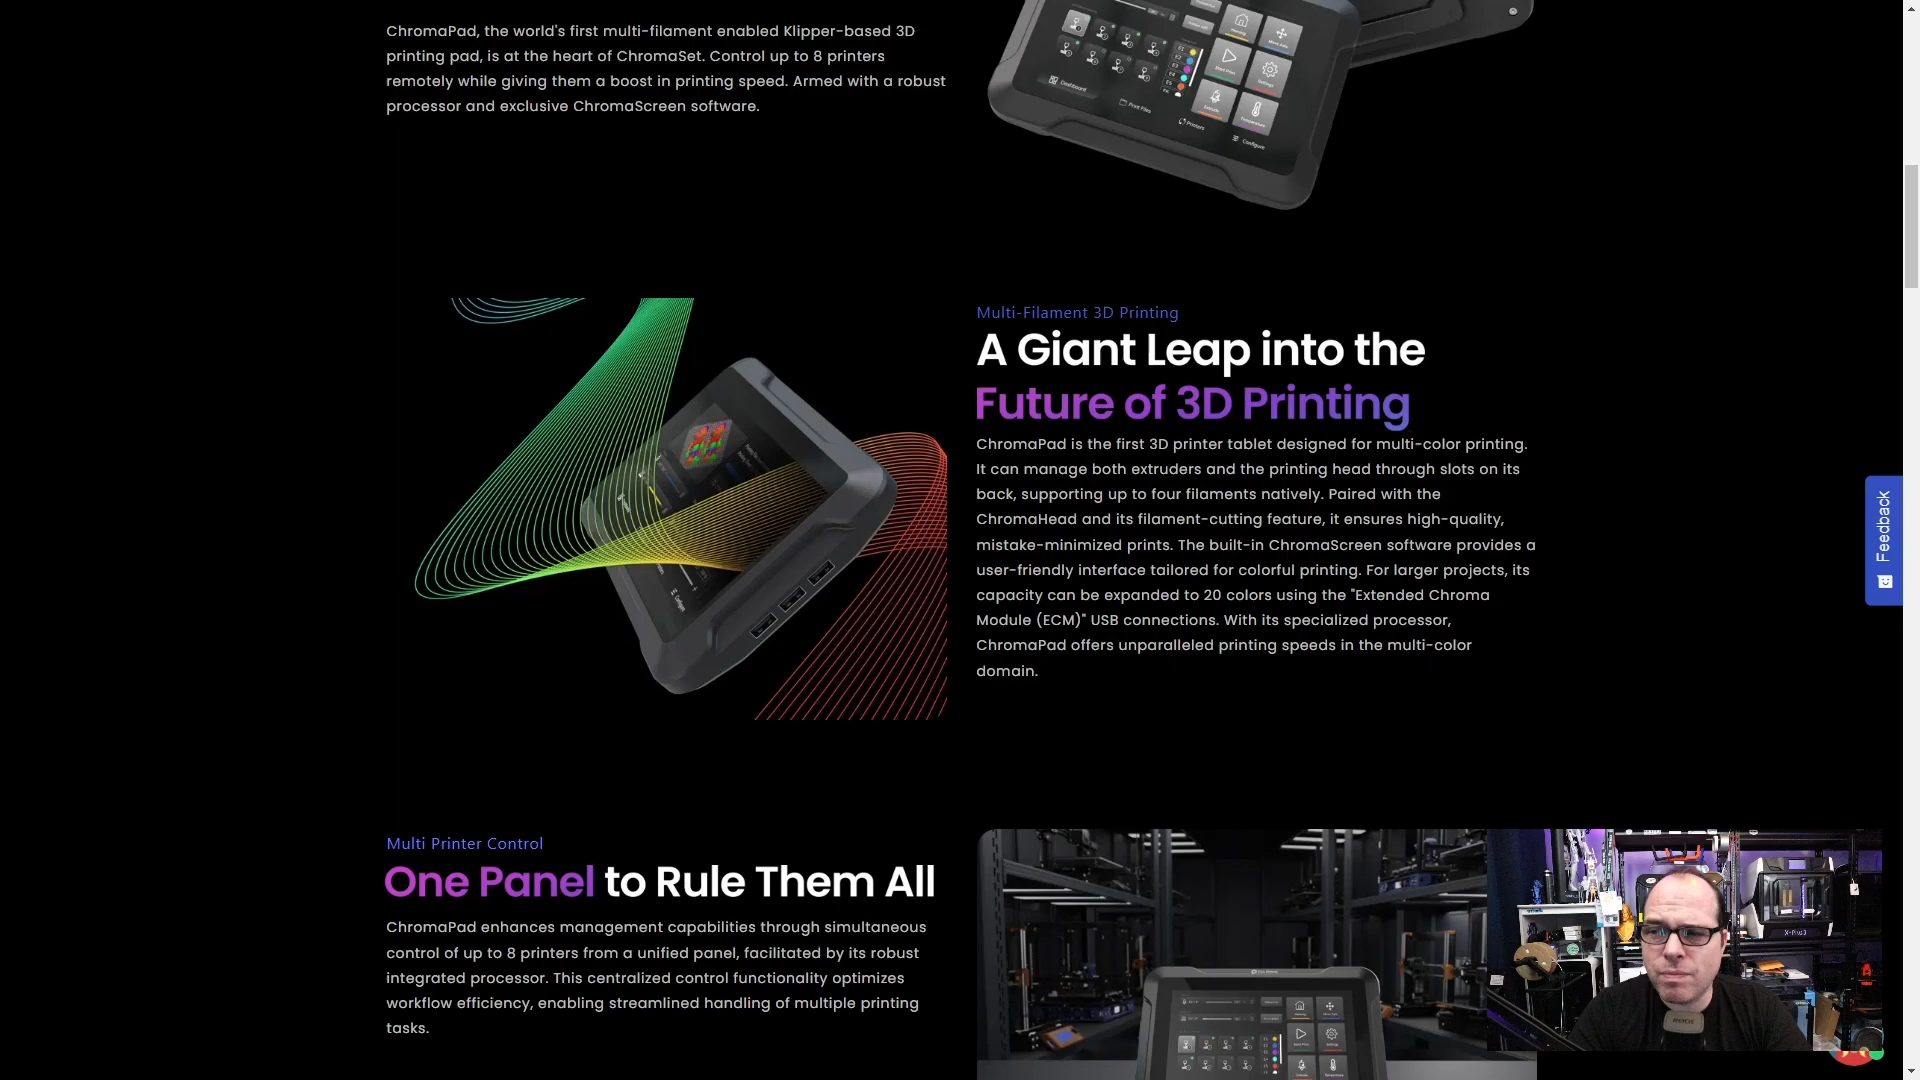 ChromaPad, the world's first multi-filament enabled Klipper-based 3D
printing pad, is at the heart of ChromaSet. Control up to 8 printers
remotely while giving them a boost in printing speed. Armed with a robust
processor and exclusive ChromaScreen software.
Dashboard
Print Files
Printers
Configure
Multi-Filament 3D Printing
A Giant Leap into the
Future of 3D Printing
ChromaPad is the first 3D printer tablet designed for multi-color printing.
It can manage both extruders and the printing head through slots on its
back, supporting up to four filaments natively. Paired with the
ChromaHead and its filament-cutting feature, it ensures high-quality,
mistake-minimized prints. The built-in ChromaScreen software provides a
user-friendly interface tailored for colorful printing. For larger projects, its
capacity can be expanded to 20 colors using the "Extended Chroma
Module (ECM)" USB connections. With its specialized processor,
ChromaPad offers unparalleled printing speeds in the multi-color
domain.
Feedback
Multi Printer Control
One Panel to Rule Them All
ChromaPad enhances management capabilities through simultaneous
control of up to 8 printers from a unified panel, facilitated by its robust
integrated processor. This centralized control functionality optimizes
workflow efficiency, enabling streamlined handling of multiple printing
tasks.